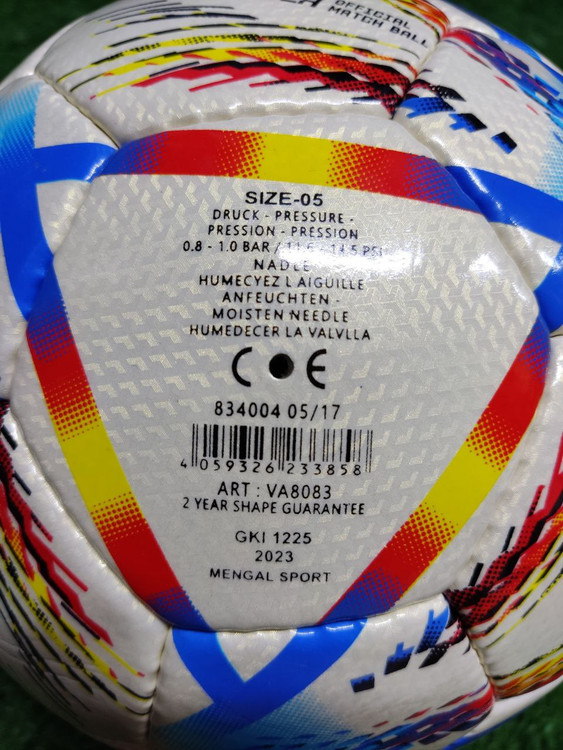 OFFICIAL
MATCH BALL
SIZE-05
DRUCK - PRESSURE -
PRESSION - PRESSION
0.8 - 1.0 BAR / 11.6 - 14.5 PSI
NADLE
HUMECYEZ L AIGUILLE
ANFEUCHTEN -
MOISTEN NEEDLE
HUMEDECER LA VALVLLA
CE
834004 05/17
4 059326 233858
ART : VA8083
2 YEAR SHAPE GUARANTEE
GKI 1225
2023
MENGAL SPORT